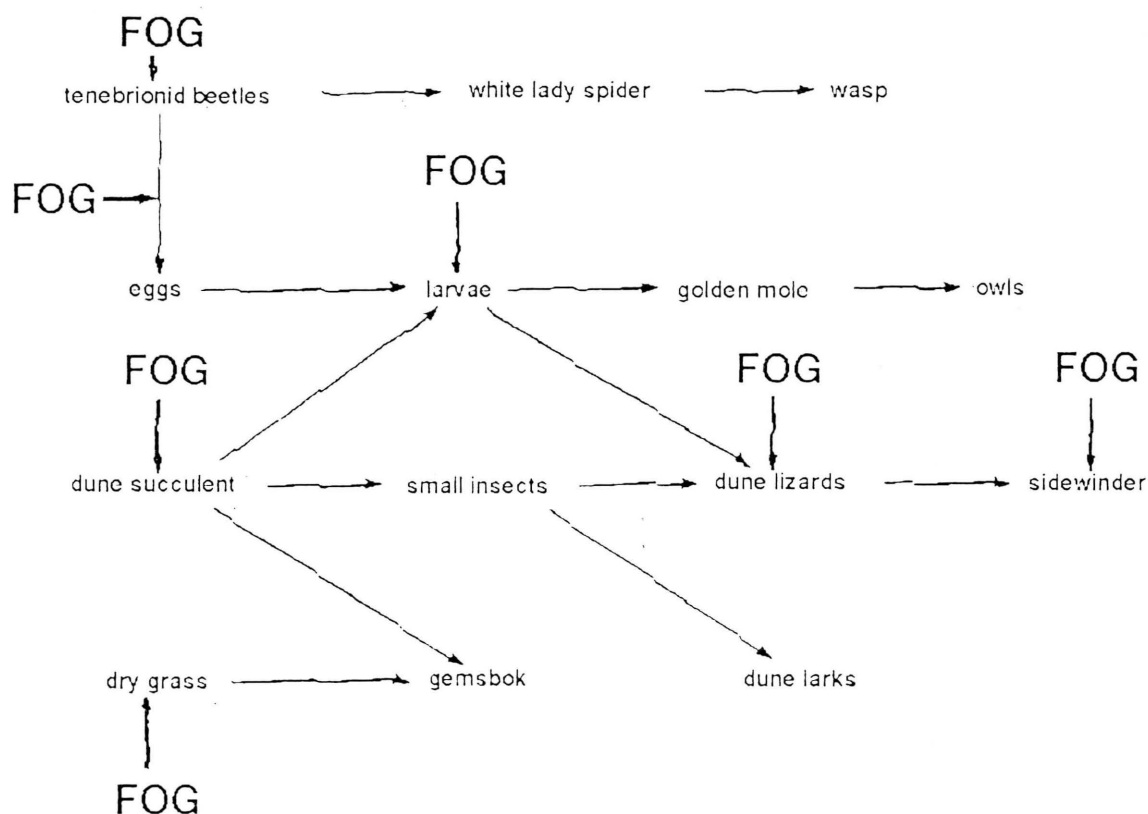 FOG
tenebrionid beetles
white lady spider
wasp
FOG
FOG
eggs
larvae
golden mole
owls
FOG
FOG
FOG
dune succulent
small insects
dune lizards
sidewinder
dry grass
gemsbok
dune larks
FOG